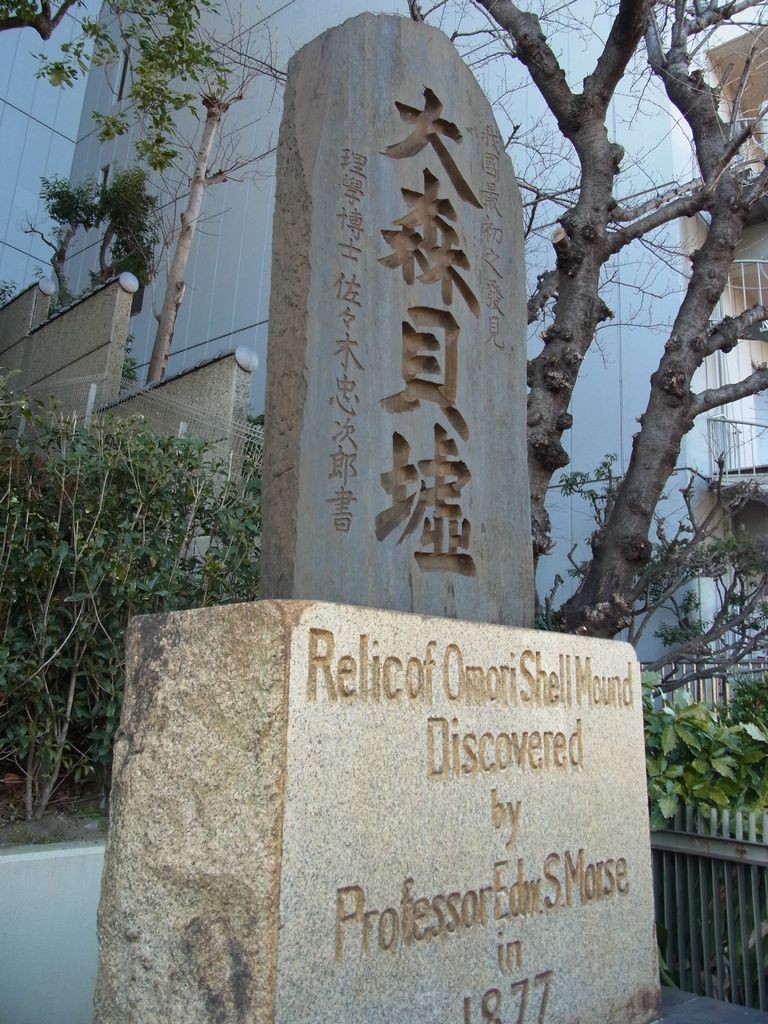 我國最初之發見
大森貝墟
理學博士 佐々木忠次郎書
Relic of Omori Shell Mound
Discovered
by
Professor Edw. S. Morse
in
1877